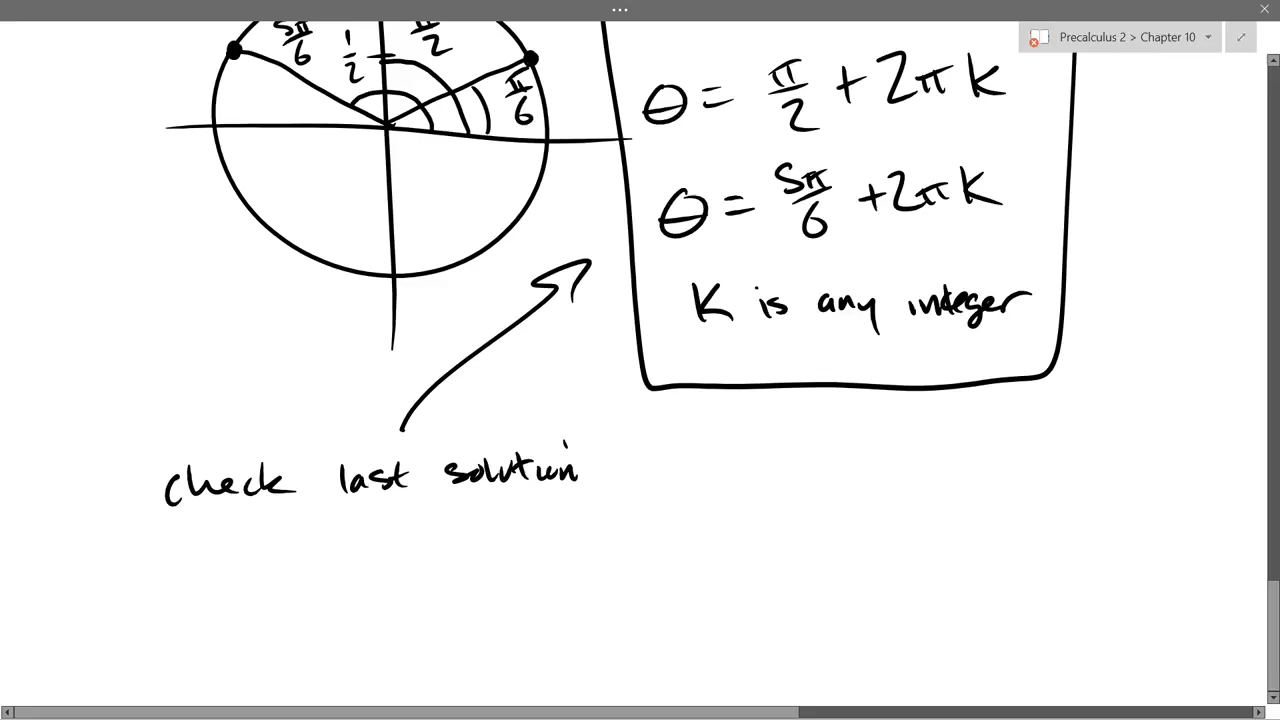 Precalculus 2 > Chapter 10
5π/6
1/2
π/2
π/6
θ = π/2 + 2πk
θ = 5π/6 + 2πk
K is any integer
check last solution